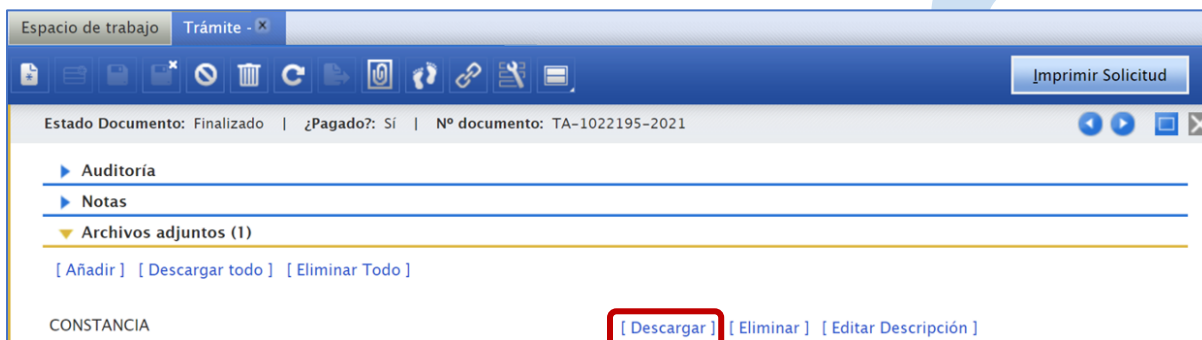 Espacio de trabajo Trámite -
Imprimir Solicitud
Estado Documento: Finalizado | ¿Pagado?: Sí | Nº documento: TA-1022195-2021
Auditoría
Notas
Archivos adjuntos (1)
[ Añadir ] [ Descargar todo ] [ Eliminar Todo ]
CONSTANCIA [ Descargar ] [ Eliminar ] [ Editar Descripción ]